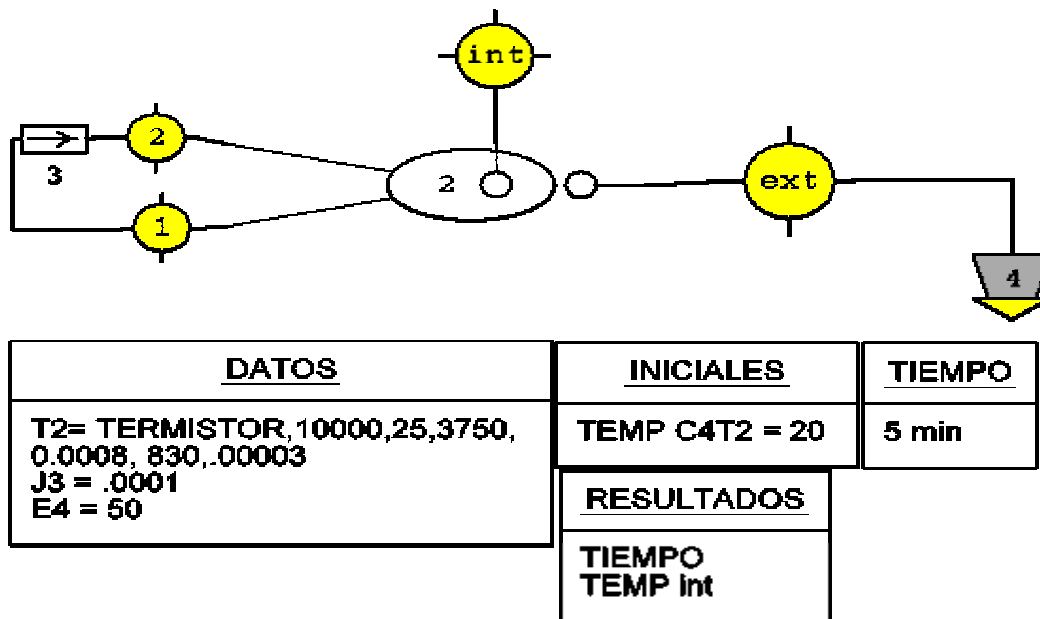 int
2
3
1
2
ext
4
DATOS
T2= TERMISTOR,10000,25,3750,
0.0008, 830,.00003
J3 = .0001
E4 = 50
INICIALES
TEMP C4T2 = 20
TIEMPO
5 min
RESULTADOS
TIEMPO
TEMP int